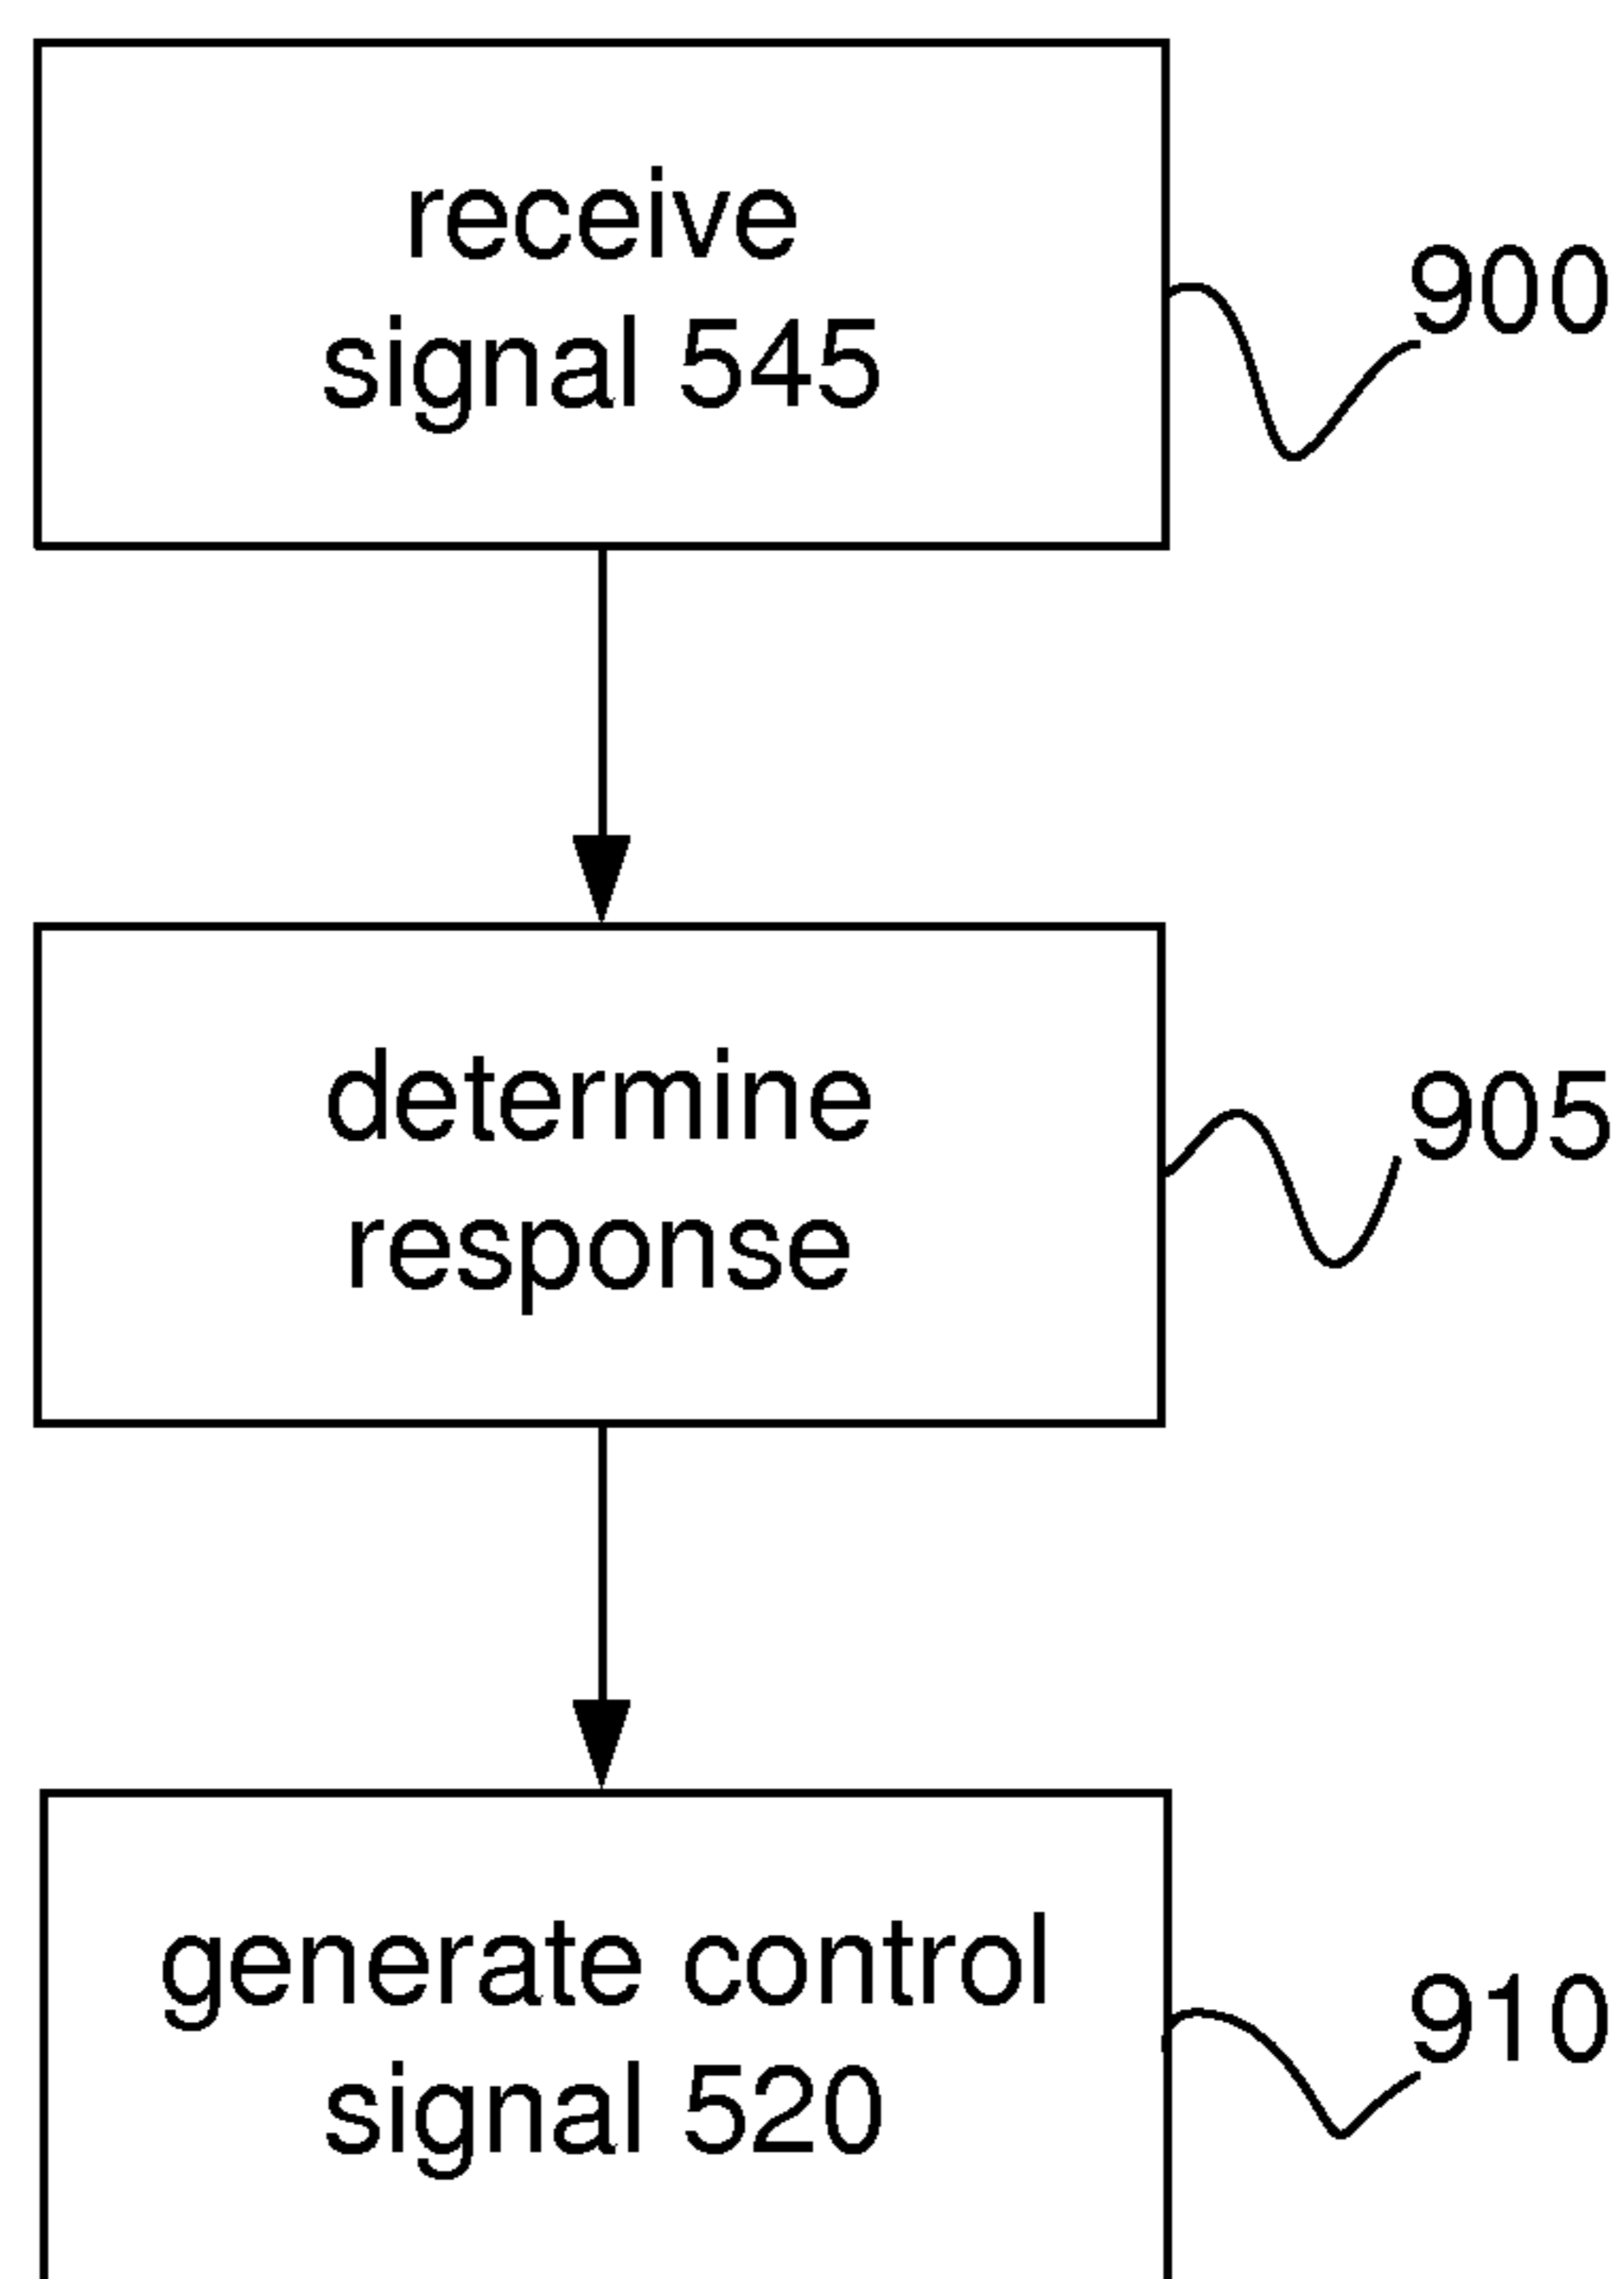 receive
signal 545
900
determine
response
905
generate control
signal 520
910